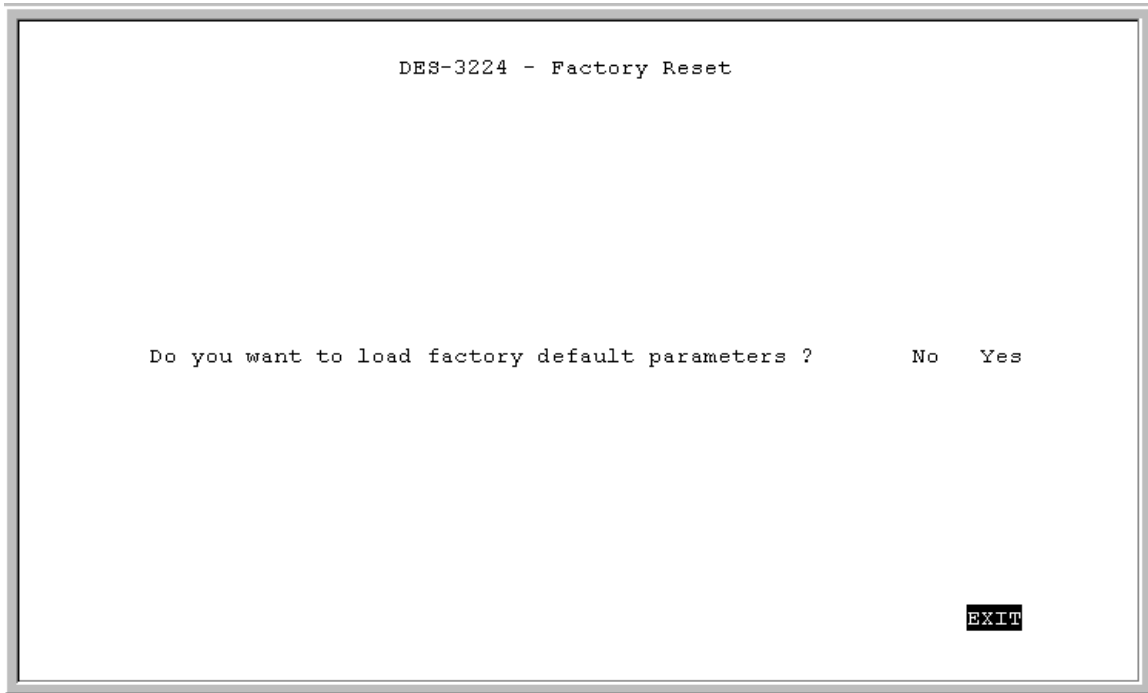 DES-3224 - Factory Reset
Do you want to load factory default parameters ? No Yes
EXIT